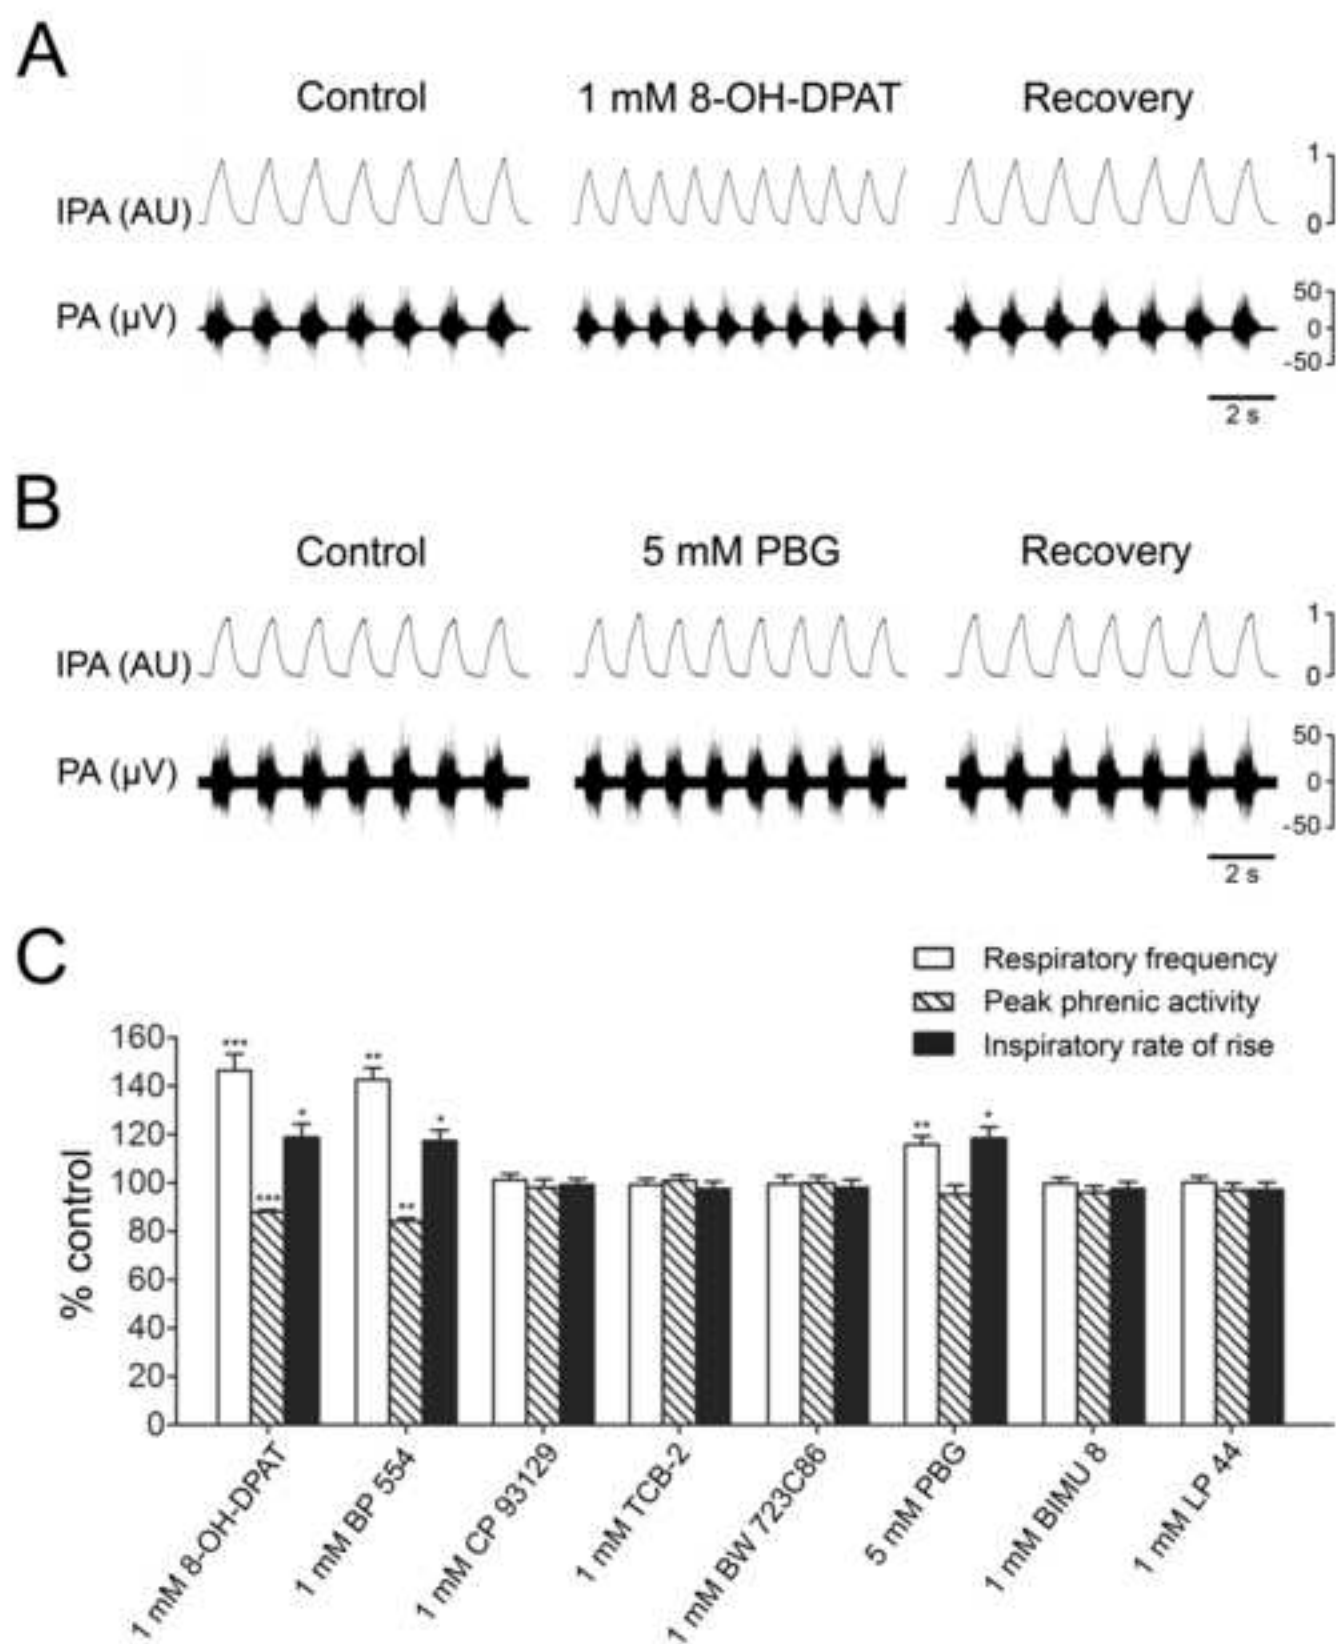 A
Control 1 mM 8-OH-DPAT Recovery
IPA (AU)
1
0
PA (µV)
50
0
-50
2 s
B
Control 5 mM PBG Recovery
IPA (AU)
1
0
PA (µV)
50
0
-50
2 s
C
Respiratory frequency
Peak phrenic activity
Inspiratory rate of rise
% control
160
140
120
100
80
60
40
20
0
*** *** *
** ** *
** *
1 mM 8-OH-DPAT
1 mM BP 554
1 mM CP 93129
1 mM TCB-2
1 mM BW 723C86
5 mM PBG
1 mM BIMU 8
1 mM LP 44